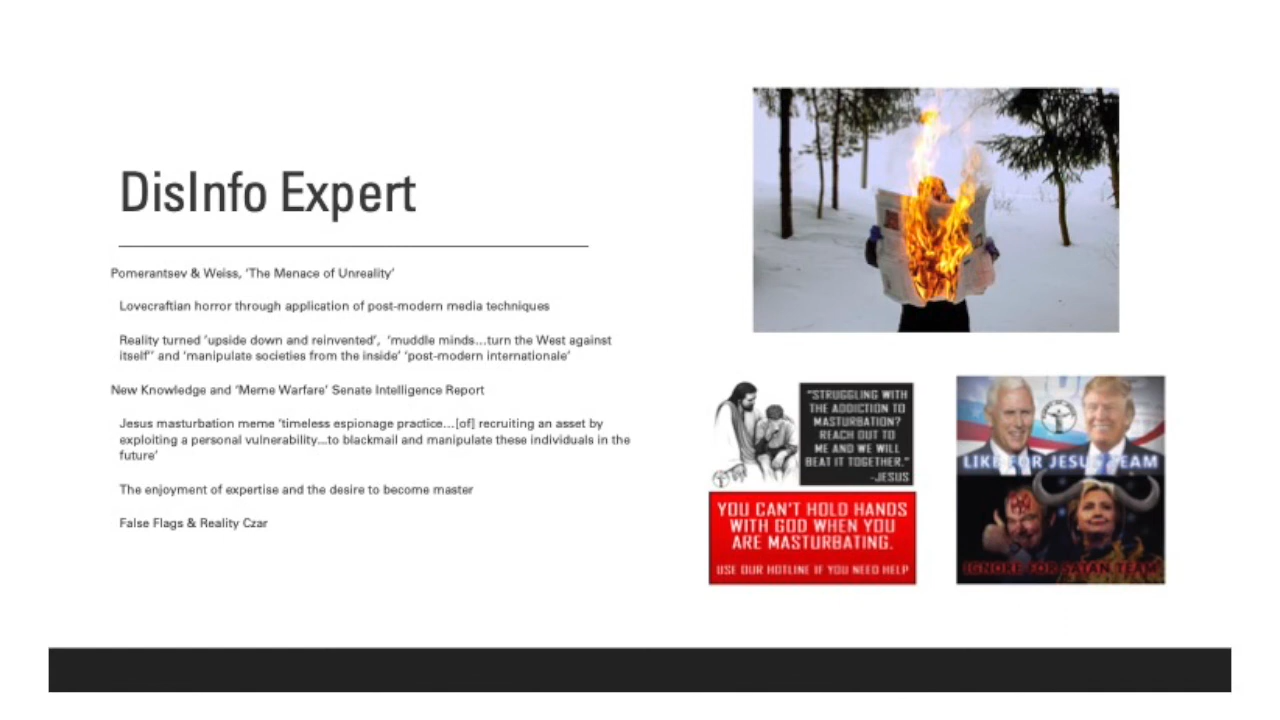 DisInfo Expert
Pomerantsev & Weiss, ‘The Menace of Unreality’
Lovecraftian horror through application of post-modern media techniques
Reality turned ‘upside down and reinvented’, ‘muddle minds...turn the West against
itself’’ and ‘manipulate societies from the inside’ ‘post-modern internationale’
New Knowledge and ‘Meme Warfare’ Senate Intelligence Report
Jesus masturbation meme ‘timeless espionage practice...[of] recruiting an asset by
exploiting a personal vulnerability...to blackmail and manipulate these individuals in the
future’
The enjoyment of expertise and the desire to become master
False Flags & Reality Czar
"STRUGGLING WITH
THE ADDICTION TO
MASTURBATION?
REACH OUT TO
ME AND WE WILL
BEAT IT TOGETHER."
-JESUS
YOU CAN'T HOLD HANDS
WITH GOD WHEN YOU
ARE MASTURBATING.
USE OUR HOTLINE IF YOU NEED HELP
LIKE FOR JESUS TEAM
IGNORE FOR SATAN TEAM